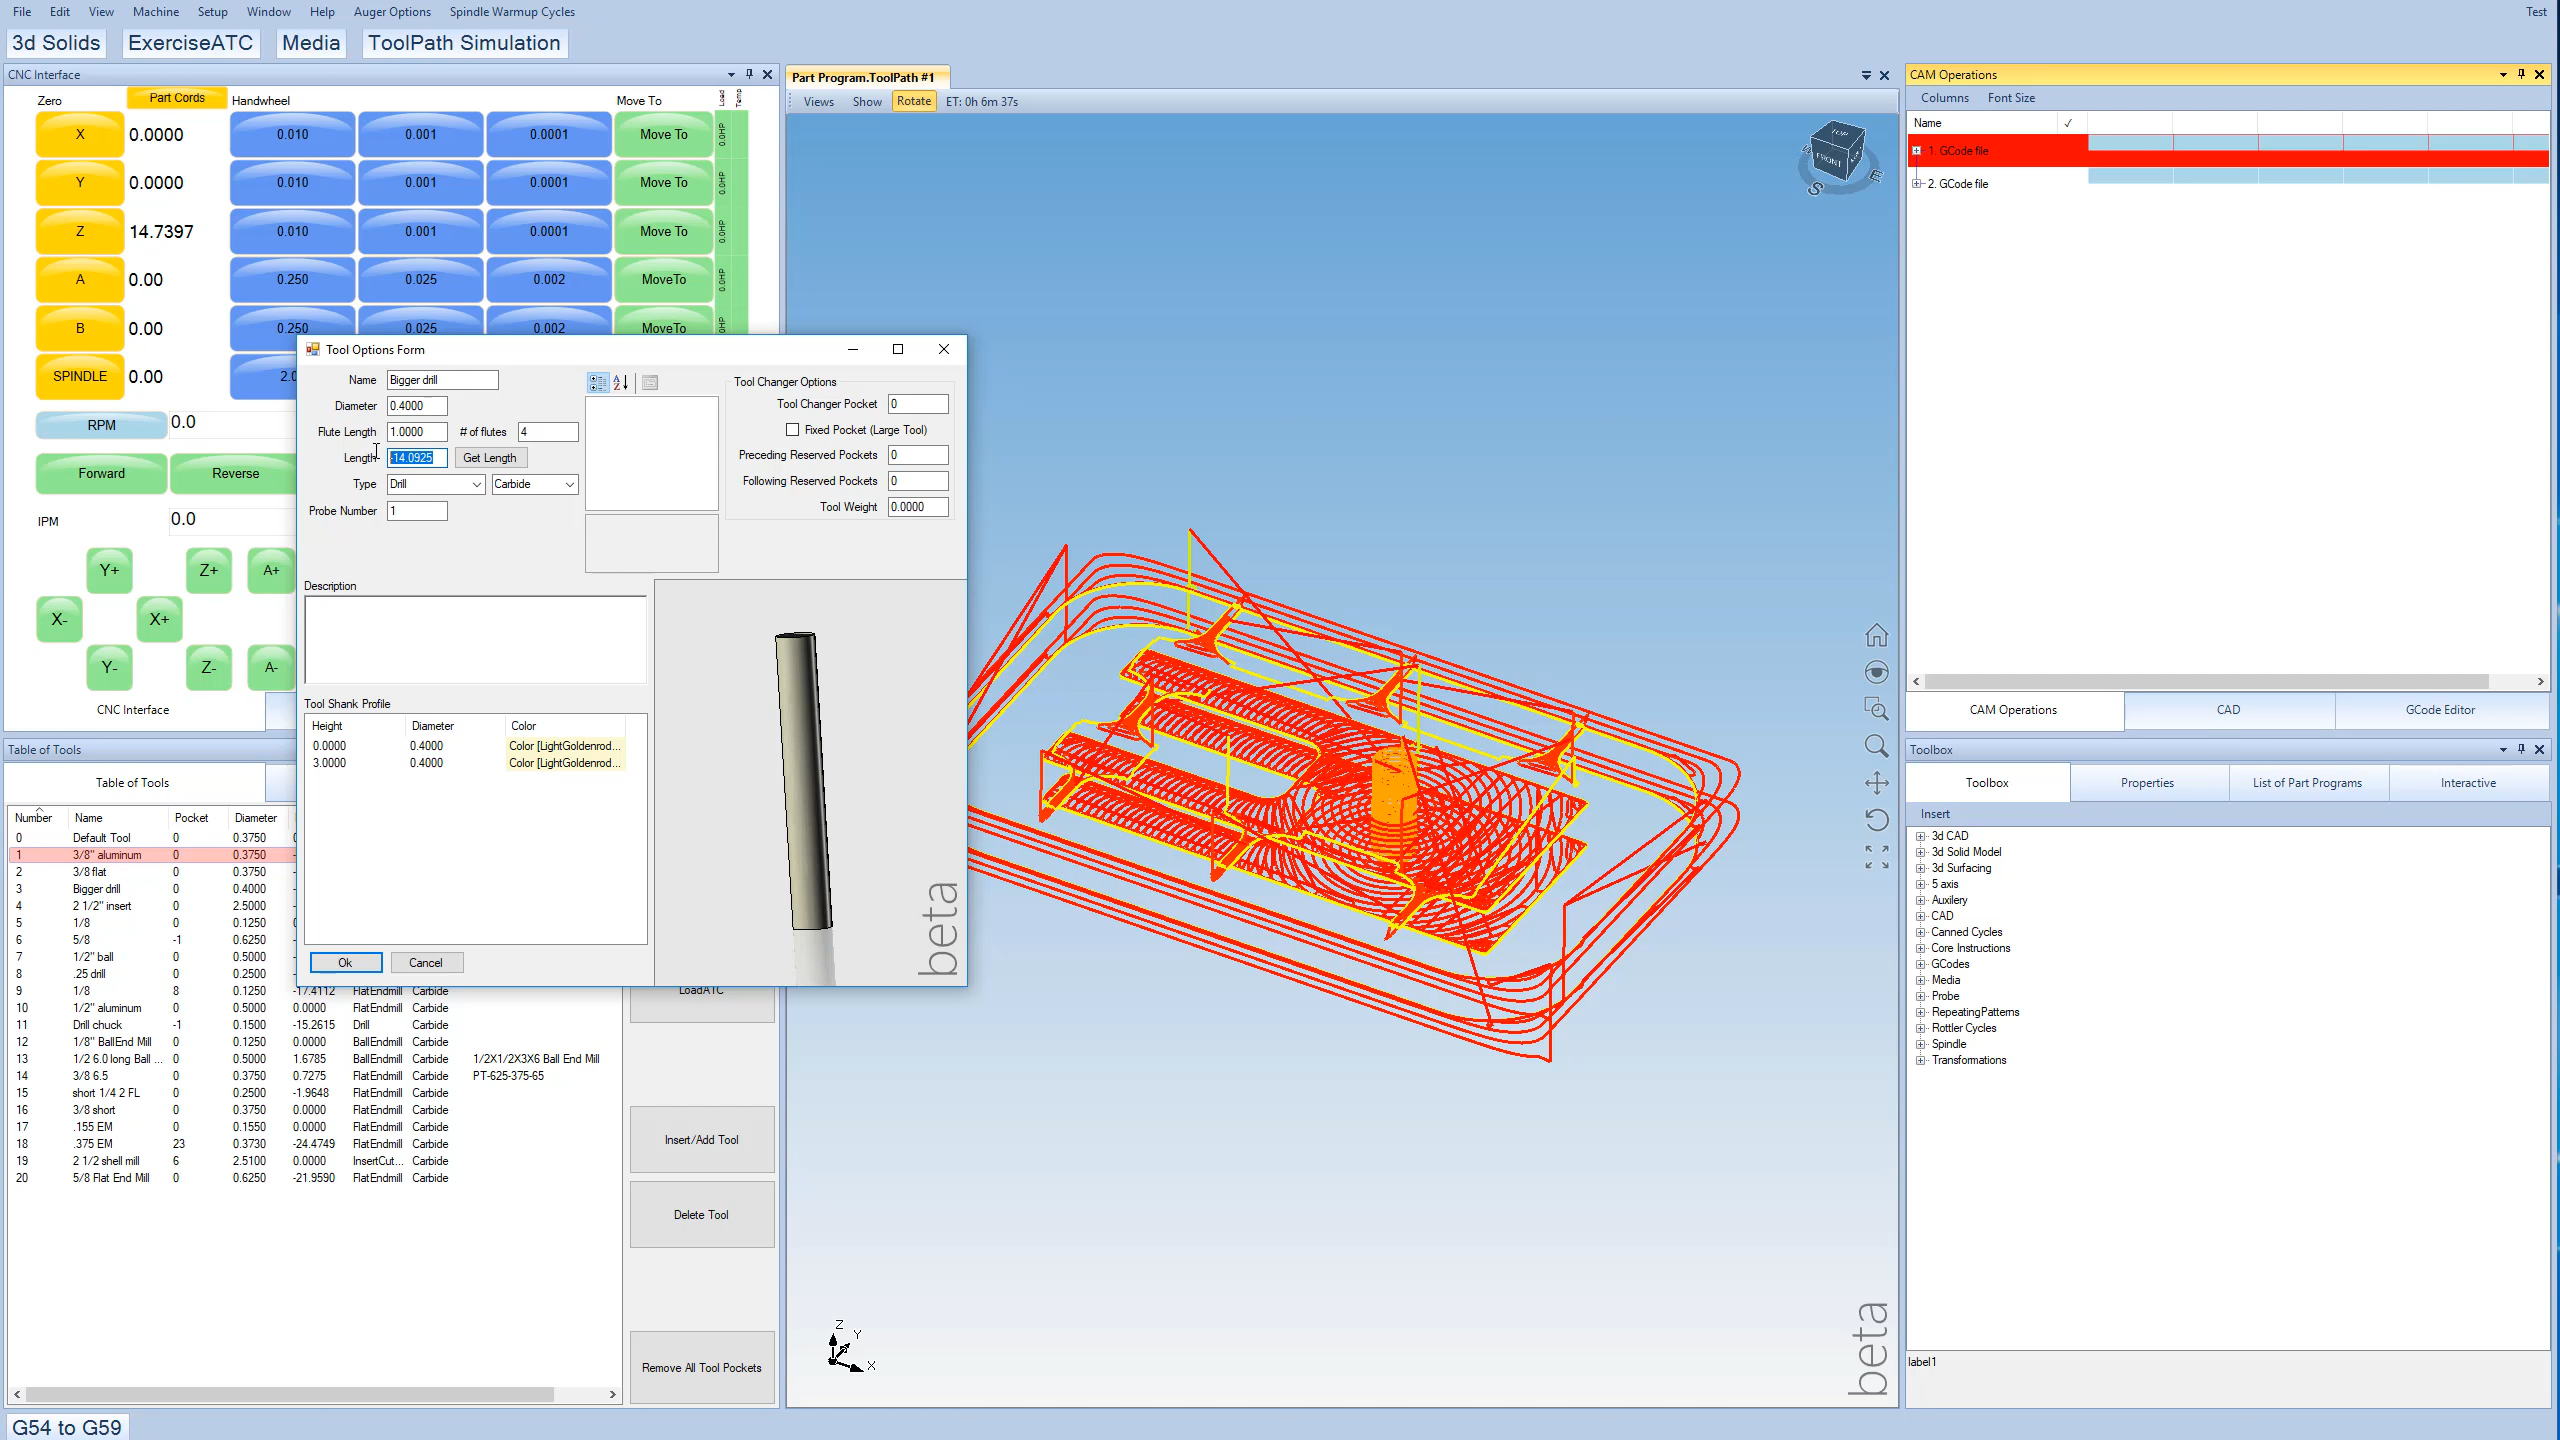 File Edit View Machine Setup Window Help Auger Options Spindle Warmup Cycles Test
3d Solids ExerciseATC Media ToolPath Simulation
CNC Interface
Zero Part Cords Handwheel Move To Load Temp
X 0.0000 0.010 0.001 0.0001 Move To 0.0HP
Y 0.0000 0.010 0.001 0.0001 Move To 0.0HP
Z 14.7397 0.010 0.001 0.0001 Move To 0.0HP
A 0.00 0.250 0.025 0.002 MoveTo 0.0HP
B 0.00 0.250 0.025 0.002 MoveTo
SPINDLE 0.00
RPM 0.0
Forward Reverse
IPM 0.0
Y+ Z+ A+
X- X+
Y- Z- A-
CNC Interface
Tool Options Form
Name Bigger drill
Diameter 0.4000
Flute Length 1.0000 # of flutes 4
Length -14.0925 Get Length
Type Drill Carbide
Probe Number 1
Tool Changer Options
Tool Changer Pocket 0
Fixed Pocket (Large Tool)
Preceding Reserved Pockets 0
Following Reserved Pockets 0
Tool Weight 0.0000
Description
Tool Shank Profile
Height Diameter Color
0.0000 0.4000 Color [LightGoldenrod...
3.0000 0.4000 Color [LightGoldenrod...
beta
Ok Cancel
Table of Tools
Table of Tools
Number Name Pocket Diameter
0 Default Tool 0 0.3750
1 3/8" aluminum 0 0.3750
2 3/8 flat 0 0.3750
3 Bigger drill 0 0.4000
4 2 1/2" insert 0 2.5000
5 1/8 0 0.1250
6 5/8 -1 0.6250
7 1/2" ball 0 0.5000
8 .25 drill 0 0.2500
9 1/8 8 0.1250 -17.4112 FlatEndmill Carbide
10 1/2" aluminum 0 0.5000 0.0000 FlatEndmill Carbide
11 Drill chuck -1 0.1500 -15.2615 Drill Carbide
12 1/8" BallEnd Mill 0 0.1250 0.0000 BallEndmill Carbide
13 1/2 6.0 long Ball ... 0 0.5000 1.6785 BallEndmill Carbide 1/2X1/2X3X6 Ball End Mill
14 3/8 6.5 0 0.3750 0.7275 FlatEndmill Carbide PT-625-375-65
15 short 1/4 2 FL 0 0.2500 -1.9648 FlatEndmill Carbide
16 3/8 short 0 0.3750 0.0000 FlatEndmill Carbide
17 .155 EM 0 0.1550 0.0000 FlatEndmill Carbide
18 .375 EM 23 0.3730 -24.4749 FlatEndmill Carbide
19 2 1/2 shell mill 6 2.5100 0.0000 InsertCut... Carbide
20 5/8 Flat End Mill 0 0.6250 -21.9590 FlatEndmill Carbide
LoadATC
Insert/Add Tool
Delete Tool
Remove All Tool Pockets
G54 to G59
Part Program.ToolPath #1
Views Show Rotate ET: 0h 6m 37s
TOP
FRONT
S E
Z
Y
X
beta
CAM Operations
Columns Font Size
Name ✓
1. GCode file
2. GCode file
CAM Operations CAD GCode Editor
Toolbox
Toolbox Properties List of Part Programs Interactive
Insert
3d CAD
3d Solid Model
3d Surfacing
5 axis
Auxilery
CAD
Canned Cycles
Core Instructions
GCodes
Media
Probe
RepeatingPatterns
Rottler Cycles
Spindle
Transformations
label1